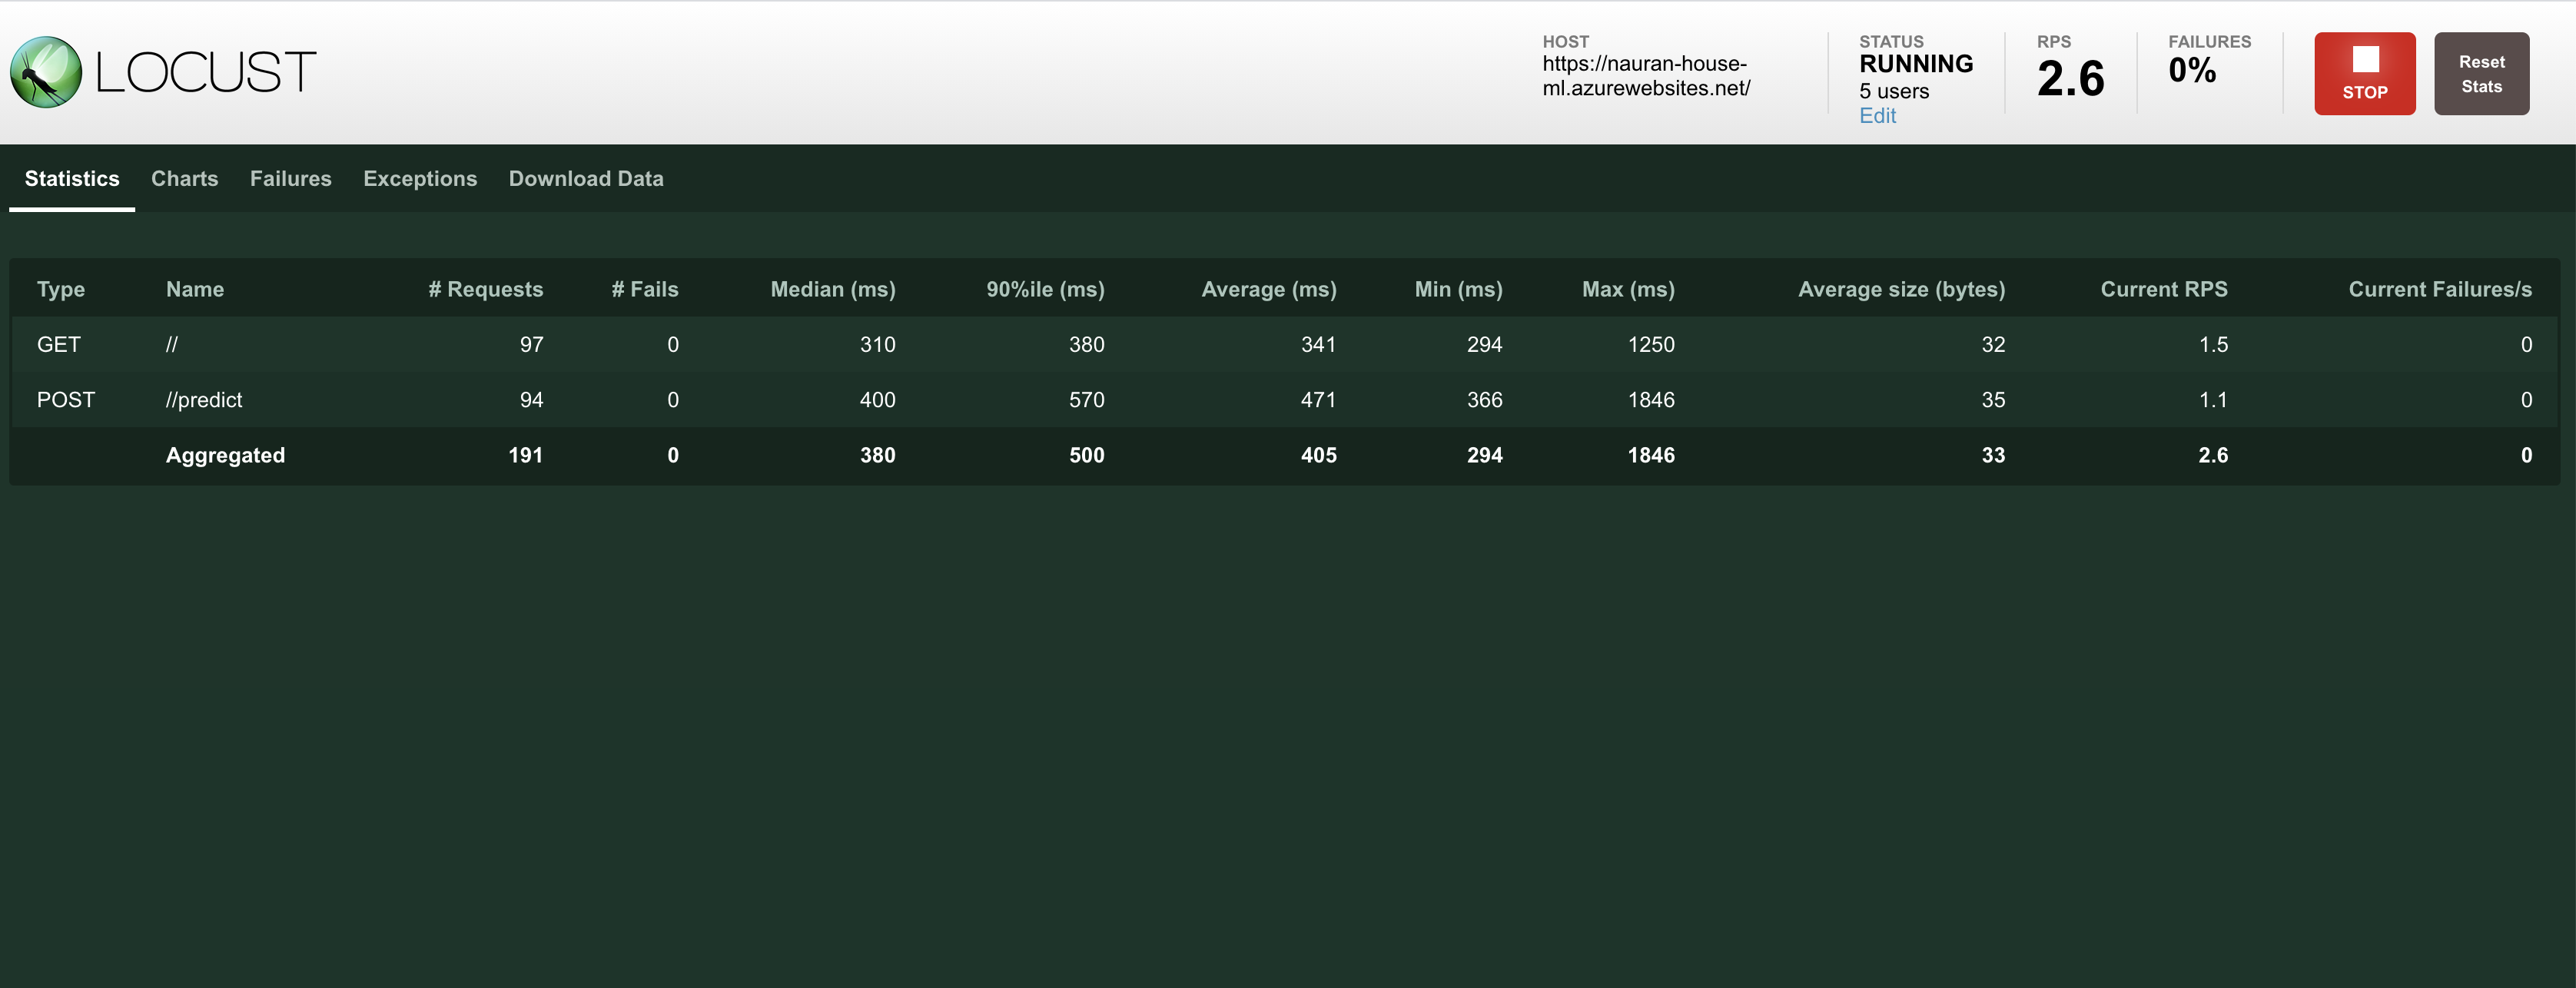 LOCUST
HOST
https://nauran-house-
ml.azurewebsites.net/
STATUS
RUNNING
5 users
Edit
RPS
2.6
FAILURES
0%
STOP
Reset
Stats
Statistics Charts Failures Exceptions Download Data
Type Name # Requests # Fails Median (ms) 90%ile (ms) Average (ms) Min (ms) Max (ms) Average size (bytes) Current RPS Current Failures/s
GET // 97 0 310 380 341 294 1250 32 1.5 0
POST //predict 94 0 400 570 471 366 1846 35 1.1 0
Aggregated 191 0 380 500 405 294 1846 33 2.6 0